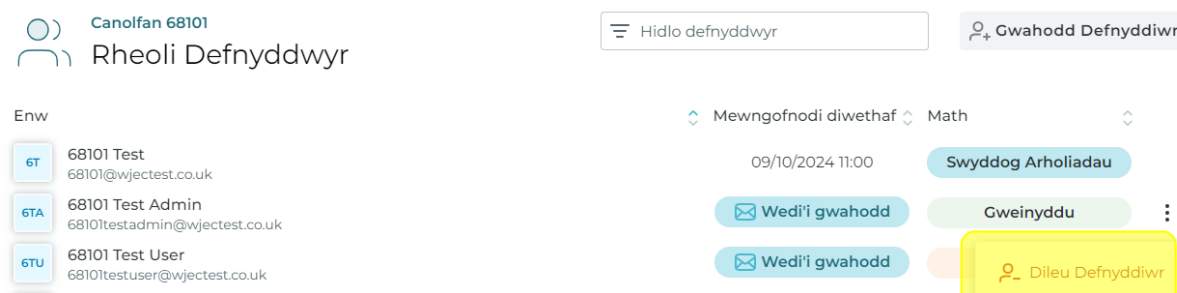 Canolfan 68101
Rheoli Defnyddwyr
Hidlo defnyddwyr
Gwahodd Defnyddiwr
Enw Mewngofnodi diwethaf Math
6T 68101 Test 09/10/2024 11:00 Swyddog Arholiadau
68101@wjectest.co.uk
6TA 68101 Test Admin Wedi'i gwahodd Gweinyddu
68101testadmin@wjectest.co.uk
6TU 68101 Test User Wedi'i gwahodd
68101testuser@wjectest.co.uk
Dileu Defnyddiwr